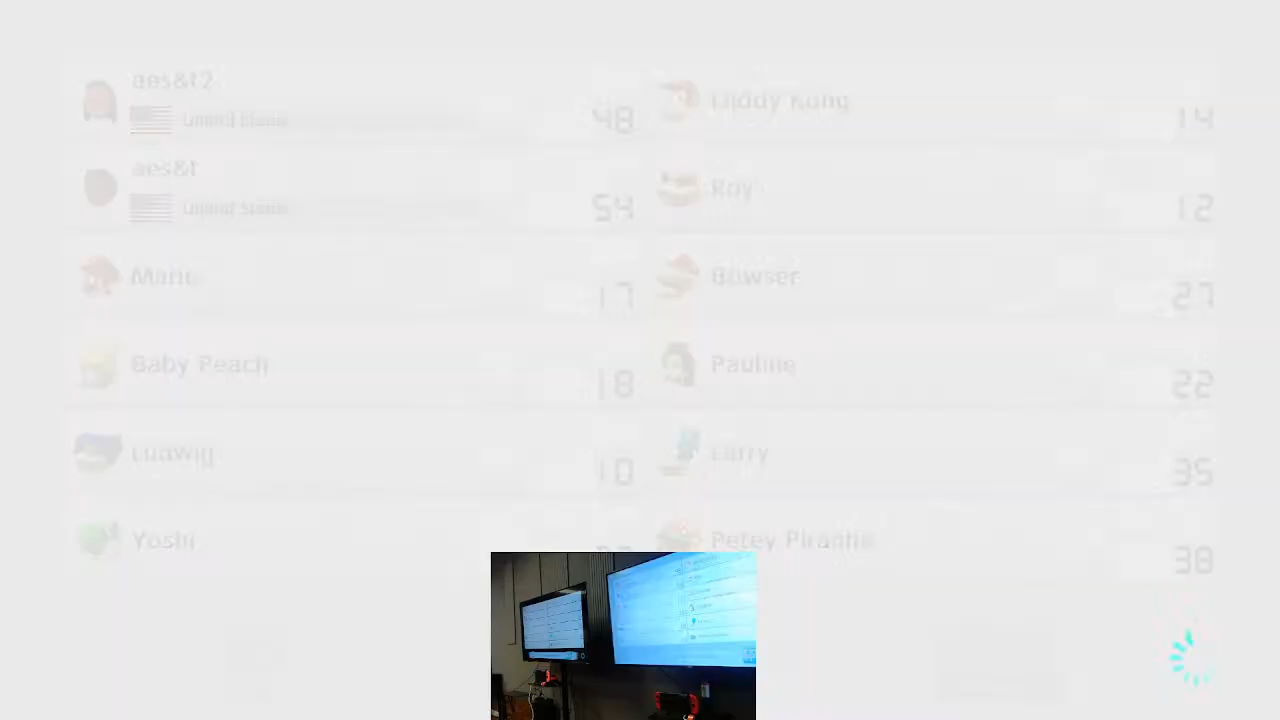 aes&t2
United States
48
aes&t
United States
54
Mario
17
Baby Peach
18
Ludwig
10
Yoshi
Diddy Kong
14
Roy
12
Bowser
27
Pauline
22
Larry
35
Petey Piranha
38